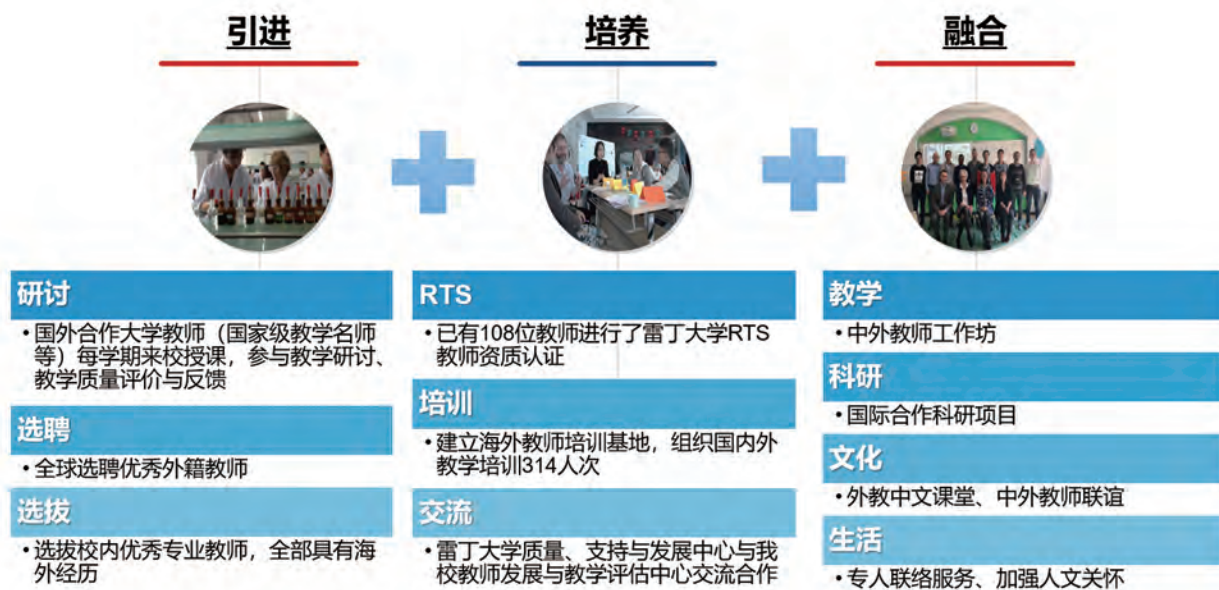 引进
培养
融合
研讨
•国外合作大学教师（国家级教学名师
等）每学期来校授课，参与教学研讨、
教学质量评价与反馈
选聘
•全球选聘优秀外籍教师
选拔
•选拔校内优秀专业教师，全部具有海
外经历
RTS
•已有108位教师进行了雷丁大学RTS
教师资质认证
培训
•建立海外教师培训基地，组织国内外
教学培训314人次
交流
•雷丁大学质量、支持与发展中心与我
校教师发展与教学评估中心交流合作
教学
•中外教师工作坊
科研
•国际合作科研项目
文化
•外教中文课堂、中外教师联谊
生活
•专人联络服务、加强人文关怀